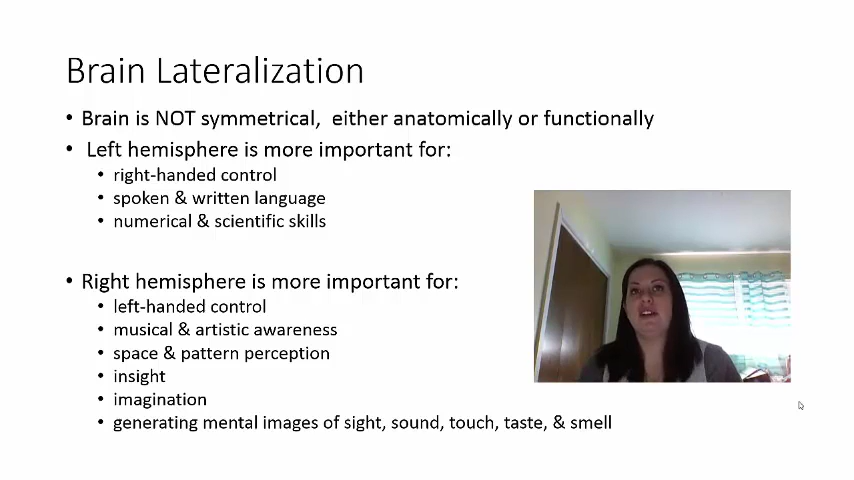 Brain Lateralization
• Brain is NOT symmetrical, either anatomically or functionally
• Left hemisphere is more important for:
• right-handed control
• spoken & written language
• numerical & scientific skills
• Right hemisphere is more important for:
• left-handed control
• musical & artistic awareness
• space & pattern perception
• insight
• imagination
• generating mental images of sight, sound, touch, taste, & smell